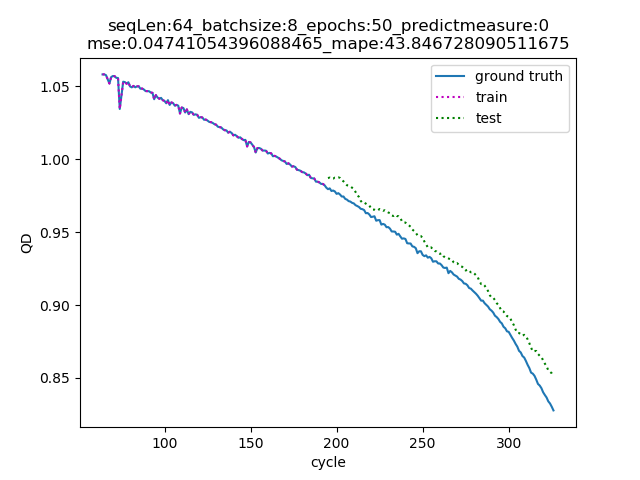 seqLen:64_batchsize:8_epochs:50_predictmeasure:0
mse:0.04741054396088465_mape:43.846728090511675
ground truth
train
test
1.05
1.00
0.95
0.90
0.85
QD
100 150 200 250 300
cycle